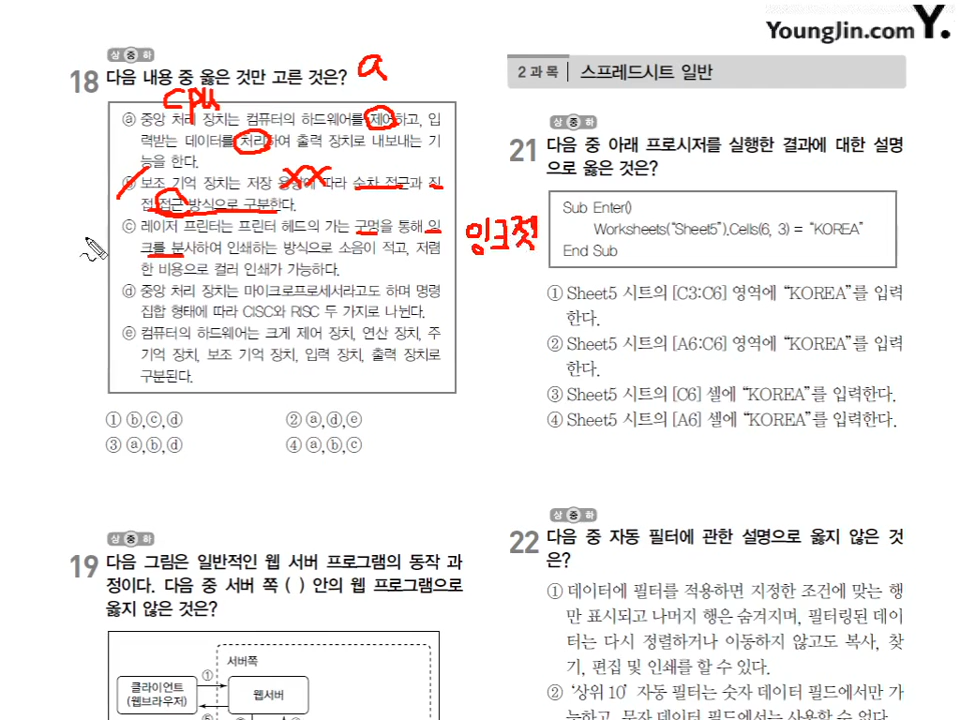 YoungJin.com Y.
상 중 하
18 다음 내용 중 옳은 것만 고른 것은? a
cpu
ⓐ 중앙 처리 장치는 컴퓨터의 하드웨어를 제어하고, 입
력받는 데이터를 처리하여 출력 장치로 내보내는 기
능을 한다.
ⓑ 보조 기억 장치는 저장 용량에 따라 순차 접근과 직
접 접근 방식으로 구분한다.
ⓒ 레이저 프린터는 프린터 헤드의 가는 구멍을 통해 잉
크를 분사하여 인쇄하는 방식으로 소음이 적고, 저렴
한 비용으로 컬러 인쇄가 가능하다.
잉크젯
ⓓ 중앙 처리 장치는 마이크로프로세서라고도 하며 명령
집합 형태에 따라 CISC와 RISC 두 가지로 나뉜다.
ⓔ 컴퓨터의 하드웨어는 크게 제어 장치, 연산 장치, 주
기억 장치, 보조 기억 장치, 입력 장치, 출력 장치로
구분된다.
① ⓑ,ⓒ,ⓓ ② ⓐ,ⓓ,ⓔ
③ ⓐ,ⓑ,ⓓ ④ ⓐ,ⓑ,ⓒ
상 중 하
19 다음 그림은 일반적인 웹 서버 프로그램의 동작 과
정이다. 다음 중 서버 쪽 ( ) 안의 웹 프로그램으로
옳지 않은 것은?
서버쪽
①
클라이언트
(웹브라우저)
웹서버
⑤
2과목 스프레드시트 일반
상 중 하
21 다음 중 아래 프로시저를 실행한 결과에 대한 설명
으로 옳은 것은?
Sub Enter()
Worksheets("Sheet5").Cells(6, 3) = "KOREA"
End Sub
① Sheet5 시트의 [C3:C6] 영역에 “KOREA”를 입력
한다.
② Sheet5 시트의 [A6:C6] 영역에 “KOREA”를 입력
한다.
③ Sheet5 시트의 [C6] 셀에 “KOREA”를 입력한다.
④ Sheet5 시트의 [A6] 셀에 “KOREA”를 입력한다.
상 중 하
22 다음 중 자동 필터에 관한 설명으로 옳지 않은 것
은?
① 데이터에 필터를 적용하면 지정한 조건에 맞는 행
만 표시되고 나머지 행은 숨겨지며, 필터링된 데이
터는 다시 정렬하거나 이동하지 않고도 복사, 찾
기, 편집 및 인쇄를 할 수 있다.
② ‘상위 10’ 자동 필터는 숫자 데이터 필드에서만 가
능하고, 문자 데이터 필드에서는 사용할 수 없다.